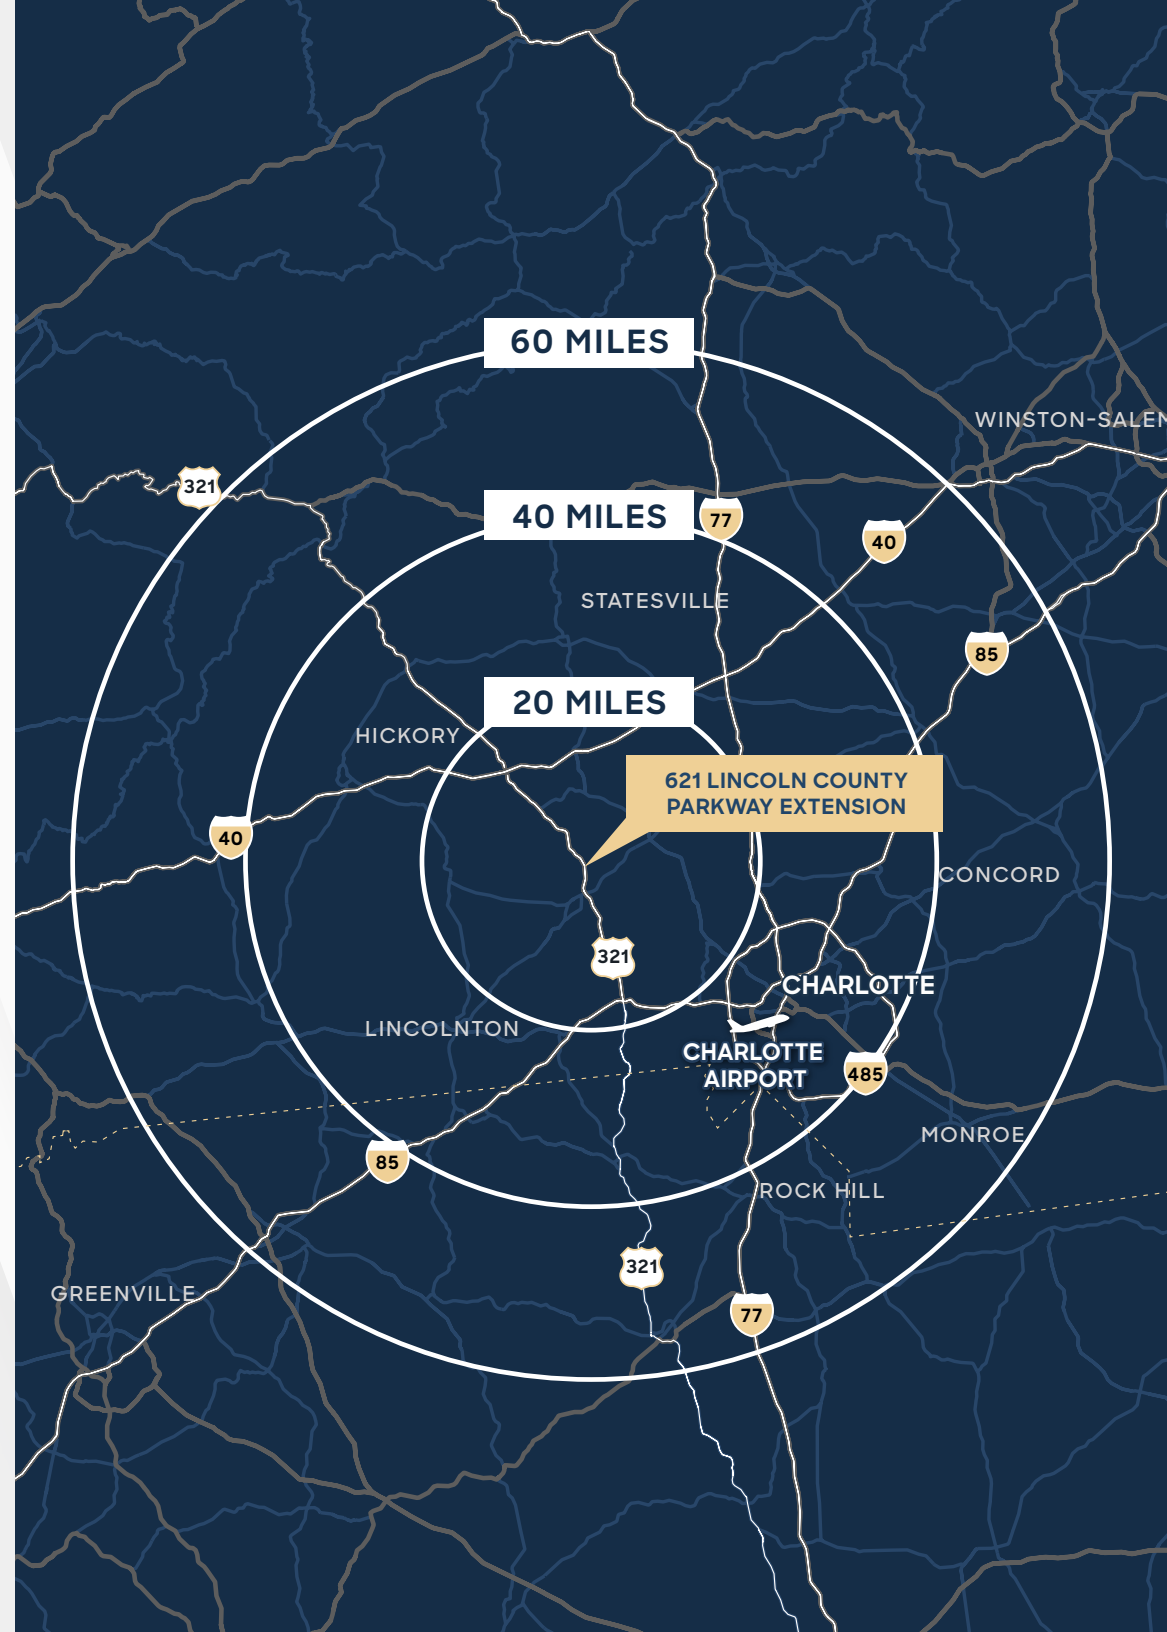 60 MILES
WINSTON-SALEM
321
40 MILES
77
40
STATESVILLE
85
20 MILES
HICKORY
621 LINCOLN COUNTY
PARKWAY EXTENSION
40
CONCORD
321
CHARLOTTE
LINCOLNTON
CHARLOTTE
AIRPORT
485
MONROE
85
ROCK HILL
321
GREENVILLE
77